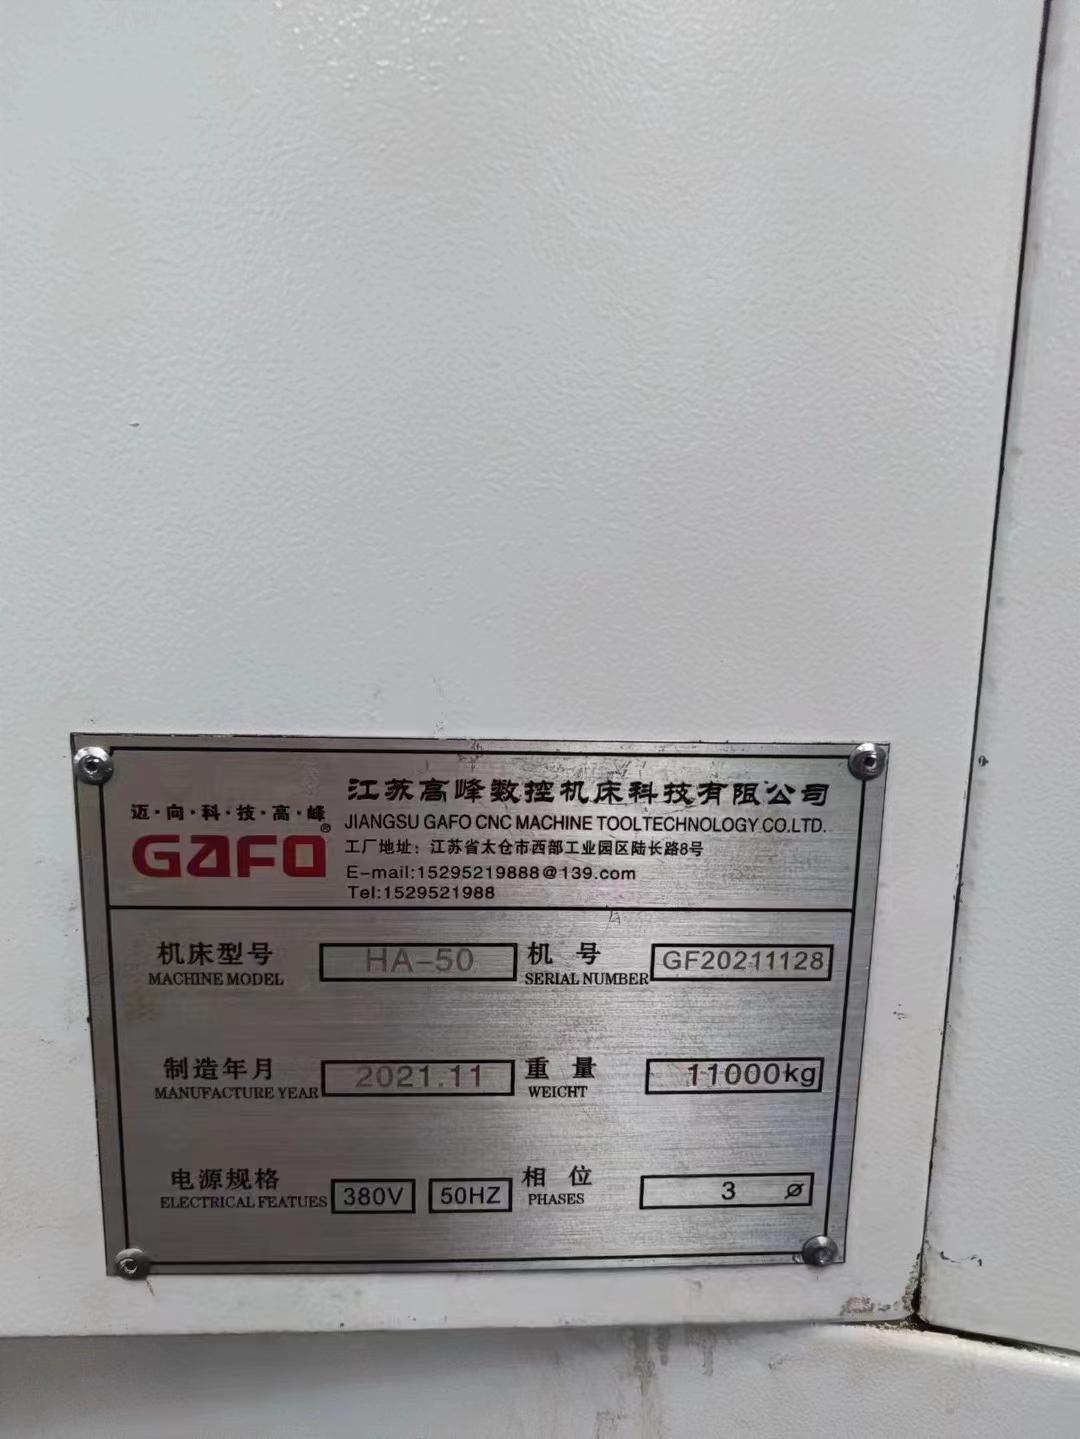 江苏高峰数控机床科技有限公司
迈·向·科·技·高·峰
GAFO®
JIANGSU GAFO CNC MACHINE TOOLTECHNOLOGY CO.LTD.
工厂地址：江苏省太仓市西部工业园区陆长路8号
E-mail:15295219888@139.com
Tel:1529521988
机床型号 HA-50 机 号 GF20211128
MACHINE MODEL SERIAL NUMBER
制造年月 2021.11 重 量 11000kg
MANUFACTURE YEAR WEICHT
电源规格 380V 50HZ 相 位 3 ø
ELECTRICAL FEATUES PHASES